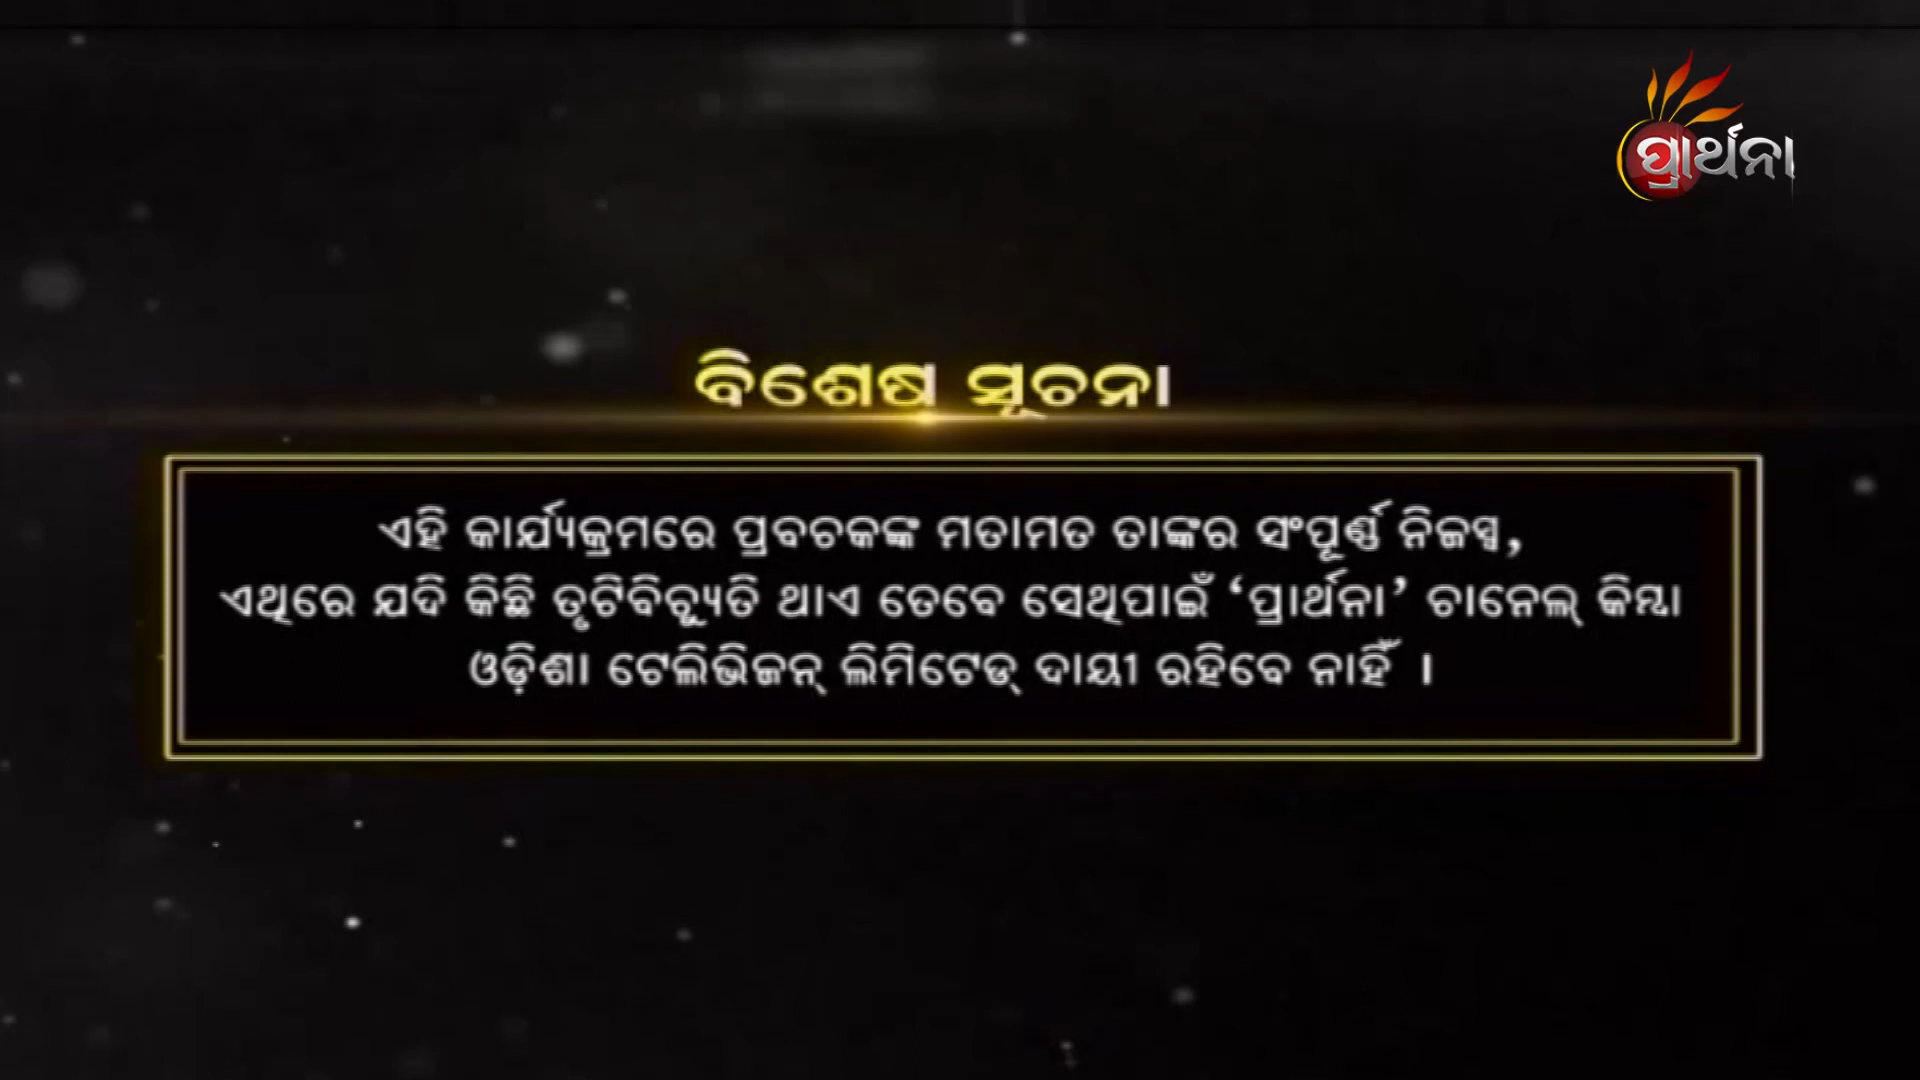 ପ୍ରାର୍ଥନା
ବିଶେଷ ସୂଚନା
ଏହି କାର୍ଯ୍ୟକ୍ରମରେ ପ୍ରବଚକଙ୍କ ମତାମତ ତାଙ୍କର ସଂପୂର୍ଣ୍ଣ ନିଜସ୍ୱ,
ଏଥିରେ ଯଦି କିଛି ତୃଟିବିଚ୍ୟୁତି ଥାଏ ତେବେ ସେଥିପାଇଁ ‘ପ୍ରାର୍ଥନା’ ଚାନେଲ୍ କିମ୍ବା
ଓଡ଼ିଶା ଟେଲିଭିଜନ୍ ଲିମିଟେଡ୍ ଦାୟୀ ରହିବେ ନାହିଁ ।